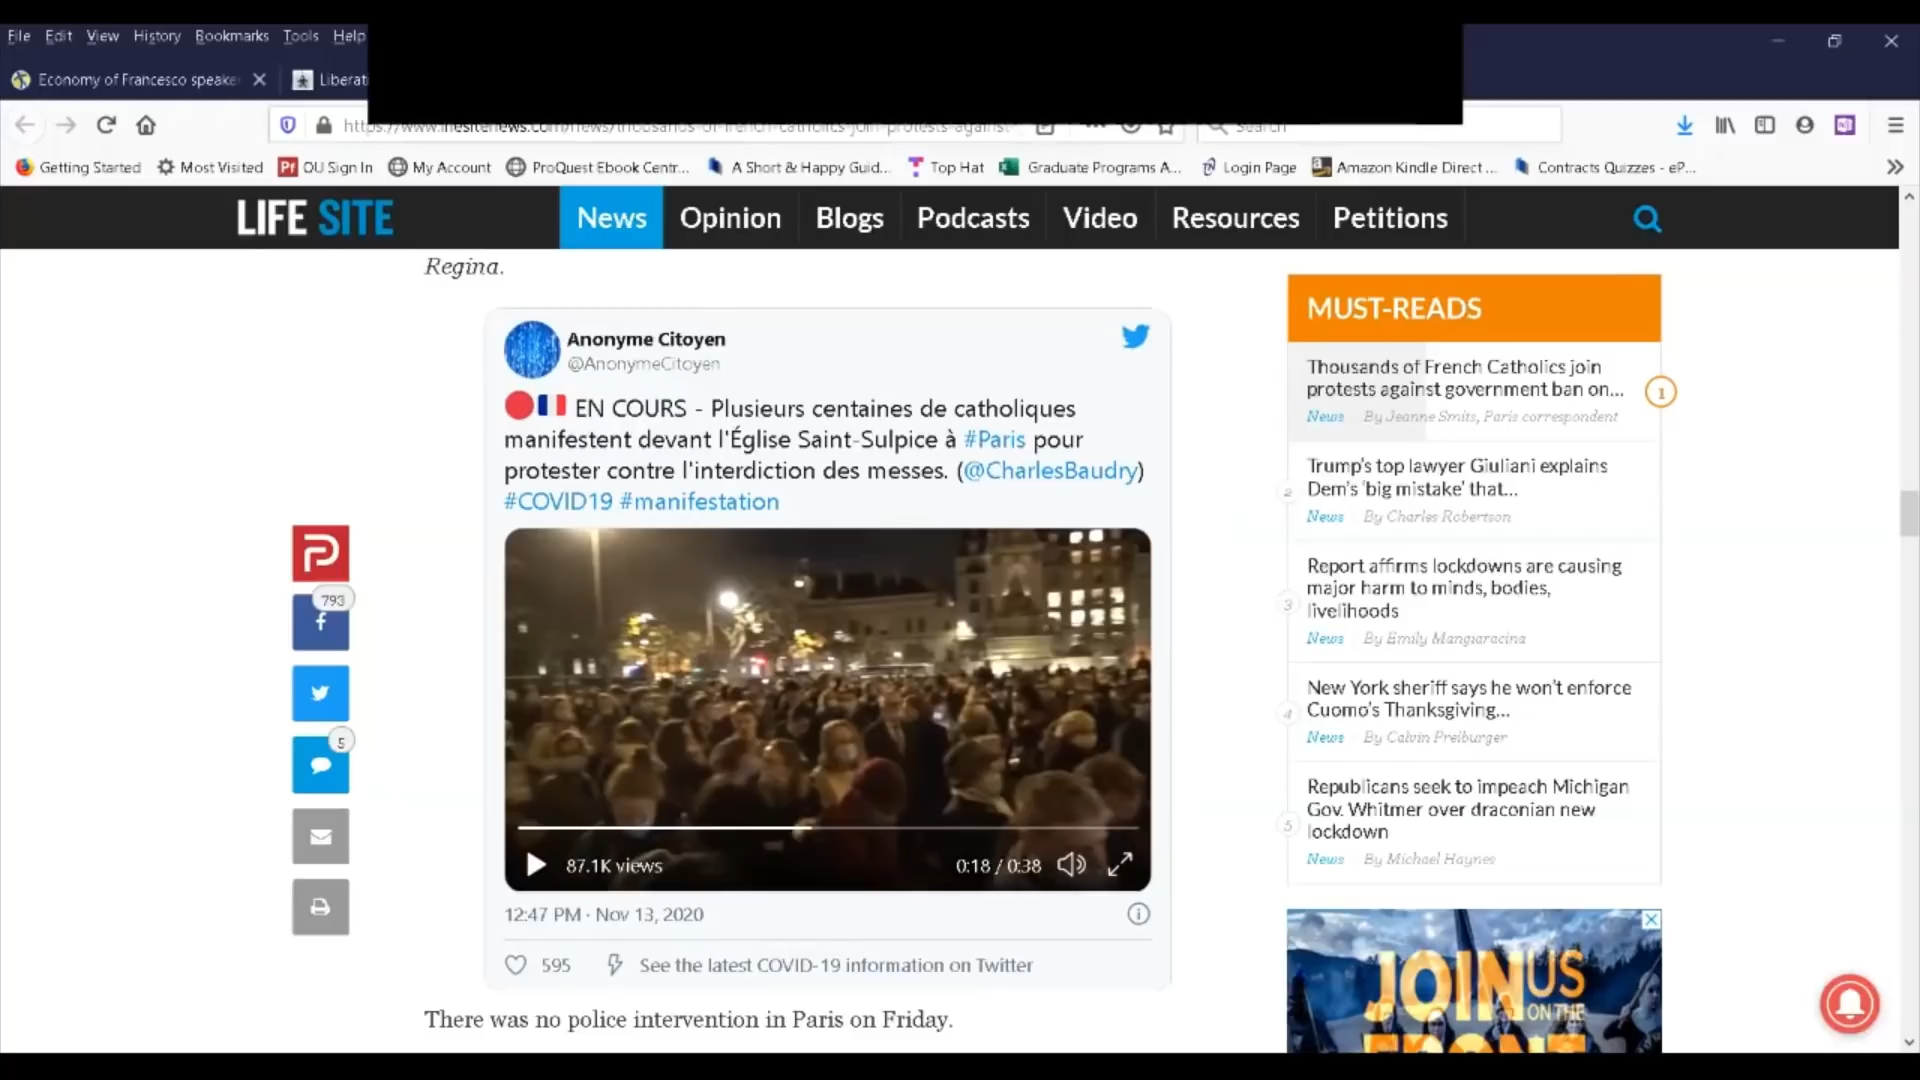 File Edit View History Bookmarks Tools Help
Economy of Francesco speake
Liberat
Search
Getting Started Most Visited OU Sign In My Account ProQuest Ebook Centr... A Short & Happy Guid... Top Hat Graduate Programs A... Login Page Amazon Kindle Direct ... Contracts Quizzes - eP...
LIFE SITE
News Opinion Blogs Podcasts Video Resources Petitions
Regina.
Anonyme Citoyen
@AnonymeCitoyen
EN COURS - Plusieurs centaines de catholiques
manifestent devant l'Église Saint-Sulpice à #Paris pour
protester contre l'interdiction des messes. (@CharlesBaudry)
#COVID19 #manifestation
87.1K views
0:18 / 0:38
12:47 PM · Nov 13, 2020
595
See the latest COVID-19 information on Twitter
There was no police intervention in Paris on Friday.
793
5
MUST-READS
Thousands of French Catholics join
protests against government ban on...
1
News By Jeanne Smits, Paris correspondent
Trump's top lawyer Giuliani explains
Dem's 'big mistake' that...
2
News By Charles Robertson
Report affirms lockdowns are causing
major harm to minds, bodies,
3
livelihoods
News By Emily Mangiaracina
New York sheriff says he won't enforce
Cuomo's Thanksgiving...
4
News By Calvin Freiburger
Republicans seek to impeach Michigan
Gov. Whitmer over draconian new
5
lockdown
News By Michael Haynes
JOIN US
ON THE
FRONT